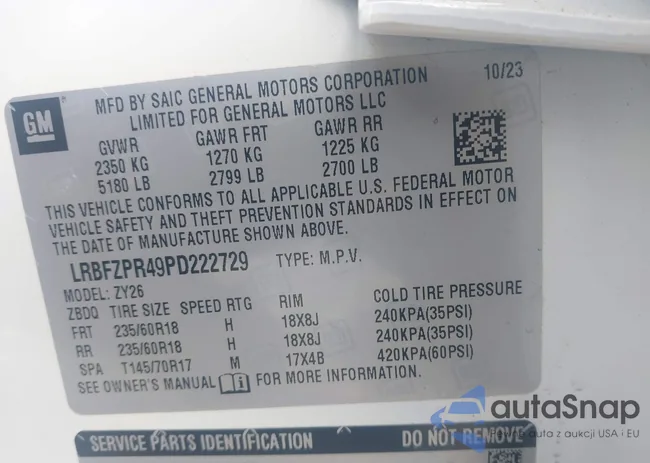 GM
MFD BY SAIC GENERAL MOTORS CORPORATION 10/23
LIMITED FOR GENERAL MOTORS LLC
GVWR GAWR FRT GAWR RR
2350 KG 1270 KG 1225 KG
5180 LB 2799 LB 2700 LB
THIS VEHICLE CONFORMS TO ALL APPLICABLE U.S. FEDERAL MOTOR
VEHICLE SAFETY AND THEFT PREVENTION STANDARDS IN EFFECT ON
THE DATE OF MANUFACTURE SHOWN ABOVE.
LRBFZPR49PD222729 TYPE: M.P.V.
MODEL: ZY26
ZBDQ TIRE SIZE SPEED RTG RIM COLD TIRE PRESSURE
FRT 235/60R18 H 18X8J 240KPA(35PSI)
RR 235/60R18 H 18X8J 240KPA(35PSI)
SPA T145/70R17 M 17X4B 420KPA(60PSI)
SEE OWNER'S MANUAL FOR MORE INFORMATION.
autaSnap
auta z aukcji USA i EU
SERVICE PARTS IDENTIFICATION DO NOT REMOVE